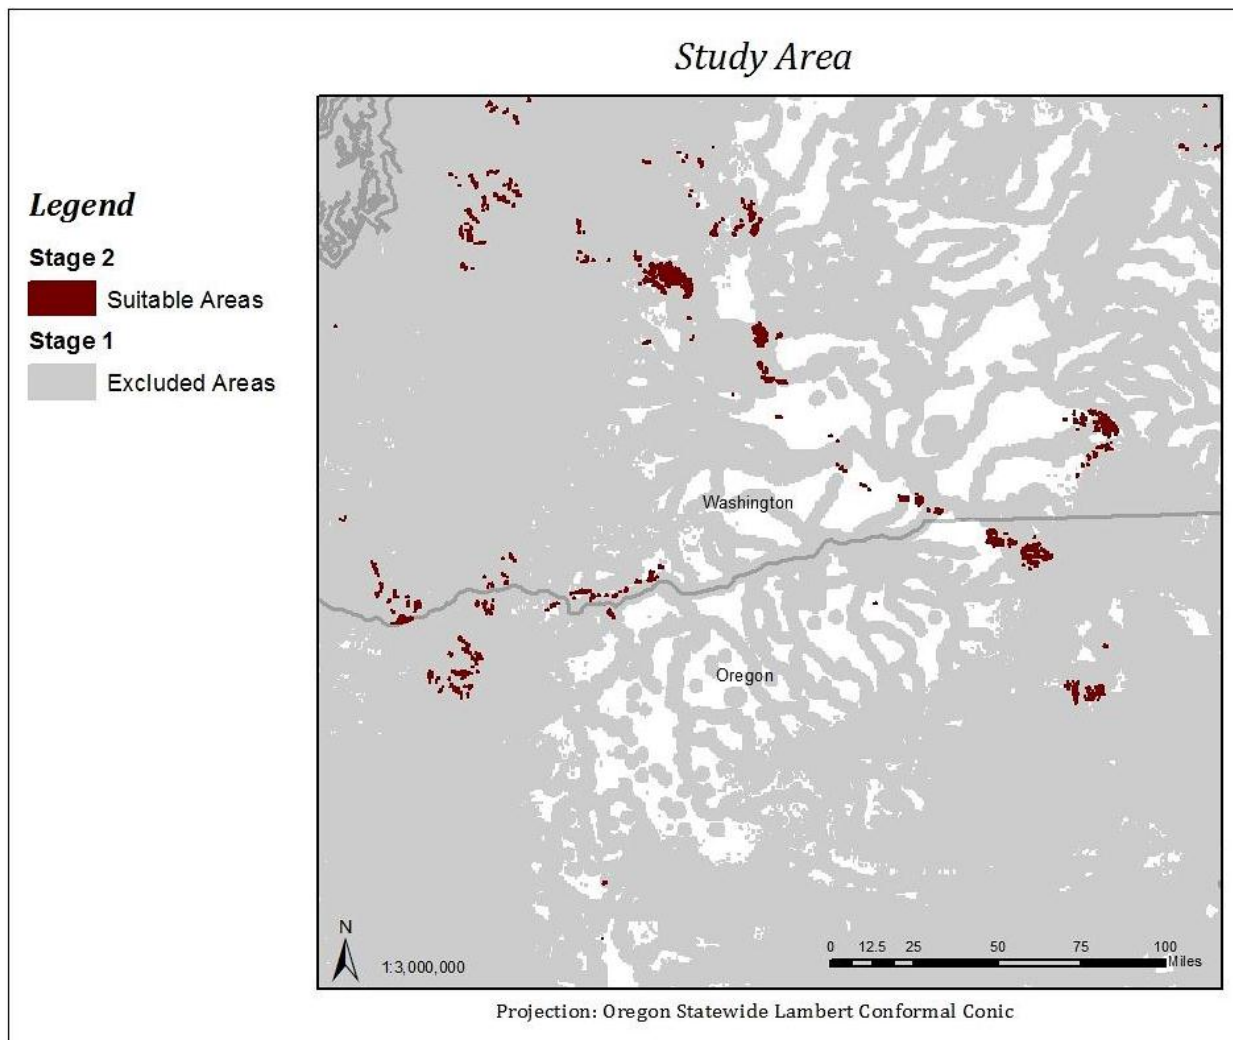 Study Area
Legend
Stage 2
Suitable Areas
Stage 1
Excluded Areas
Washington
Oregon
N
1:3,000,000
0 12.5 25 50 75 100
Miles
Projection: Oregon Statewide Lambert Conformal Conic